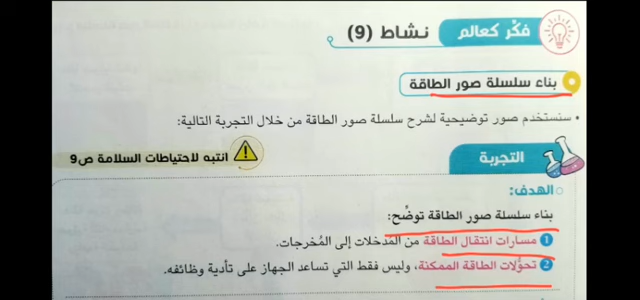 فكّر كعالم نشاط (9)
بناء سلسلة صور الطاقة
• سنستخدم صور توضيحية لشرح سلسلة صور الطاقة من خلال التجربة التالية:
التجربة
انتبه لاحتياطات السلامة ص9
الهدف:
بناء سلسلة صور الطاقة توضّح:
1 مسارات انتقال الطاقة من المدخلات إلى المُخرجات.
2 تحوُّلات الطاقة الممكنة، وليس فقط التي تساعد الجهاز على تأدية وظائفه.